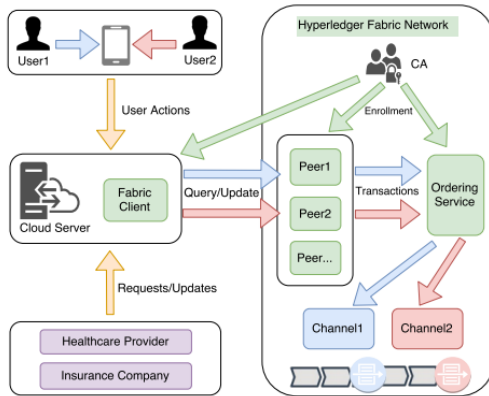 Hyperledger Fabric Network
User1
User2
CA
User Actions
Enrollment
Peer1
Fabric
Client
Query/Update
Transactions
Ordering
Service
Peer2
Cloud Server
Peer...
Requests/Updates
Healthcare Provider
Channel1
Channel2
Insurance Company